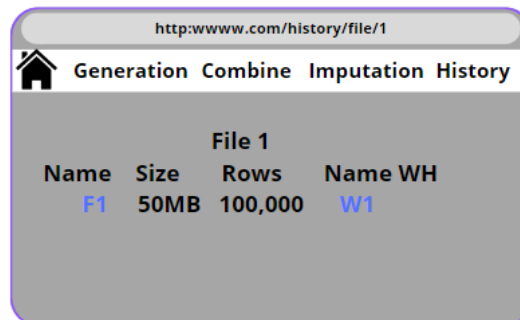 http:wwww.com/history/file/1
Generation Combine Imputation History
File 1
Name Size Rows Name WH
F1 50MB 100,000 W1